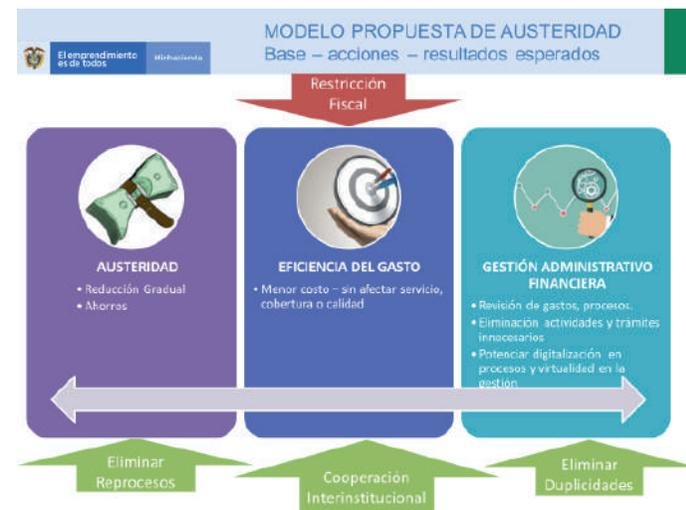 MODELO PROPUESTA DE AUSTERIDAD
Base – acciones – resultados esperados
El emprendimiento
es de todos
Minhacienda
Restricción
Fiscal
AUSTERIDAD
• Reducción Gradual
• Ahorros
EFICIENCIA DEL GASTO
• Menor costo – sin afectar servicio,
cobertura o calidad
GESTIÓN ADMINISTRATIVO
FINANCIERA
• Revisión de gastos, procesos.
• Eliminación actividades y trámites
innecesarios
• Potenciar digitalización en
procesos y virtualidad en la
gestión
Eliminar
Reprocesos
Cooperación
Interinstitucional
Eliminar
Duplicidades